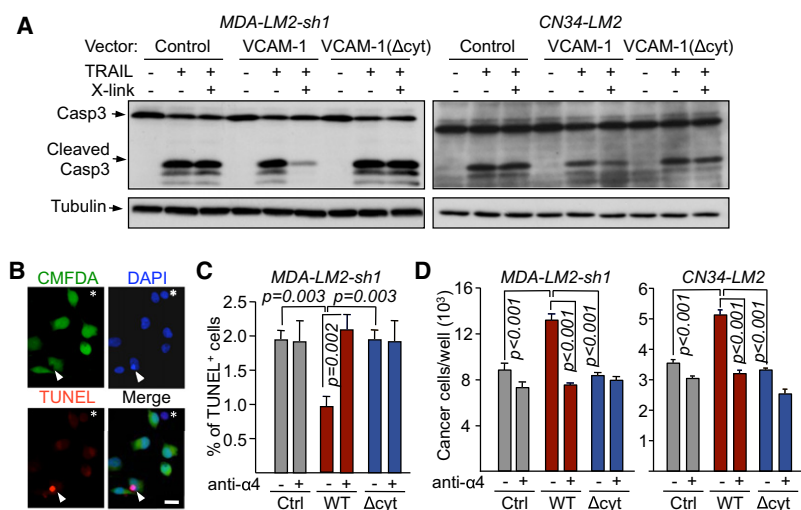 A
MDA-LM2-sh1 CN34-LM2
Vector: Control VCAM-1 VCAM-1(Δcyt) Control VCAM-1 VCAM-1(Δcyt)
TRAIL - + + - + + - + + - + + - + + - + +
X-link + + + + + +
Casp3
Cleaved
Casp3
Tubulin
B
CMFDA DAPI
* *
TUNEL Merge
* *
C
MDA-LM2-sh1
p=0.003 p=0.003
p=0.002
% of TUNEL+ cells
2.0
1.5
1.0
0.5
anti-α4 - + - + - +
Ctrl WT Δcyt
D
MDA-LM2-sh1 CN34-LM2
Cancer cells/well (10³)
16
12
8
4
p<0.001 p<0.001 p<0.001
6
5
4
3
2
1
0
p<0.001 p<0.001 p<0.001
anti-α4 - + - + - + - + - + - +
Ctrl WT Δcyt Ctrl WT Δcyt